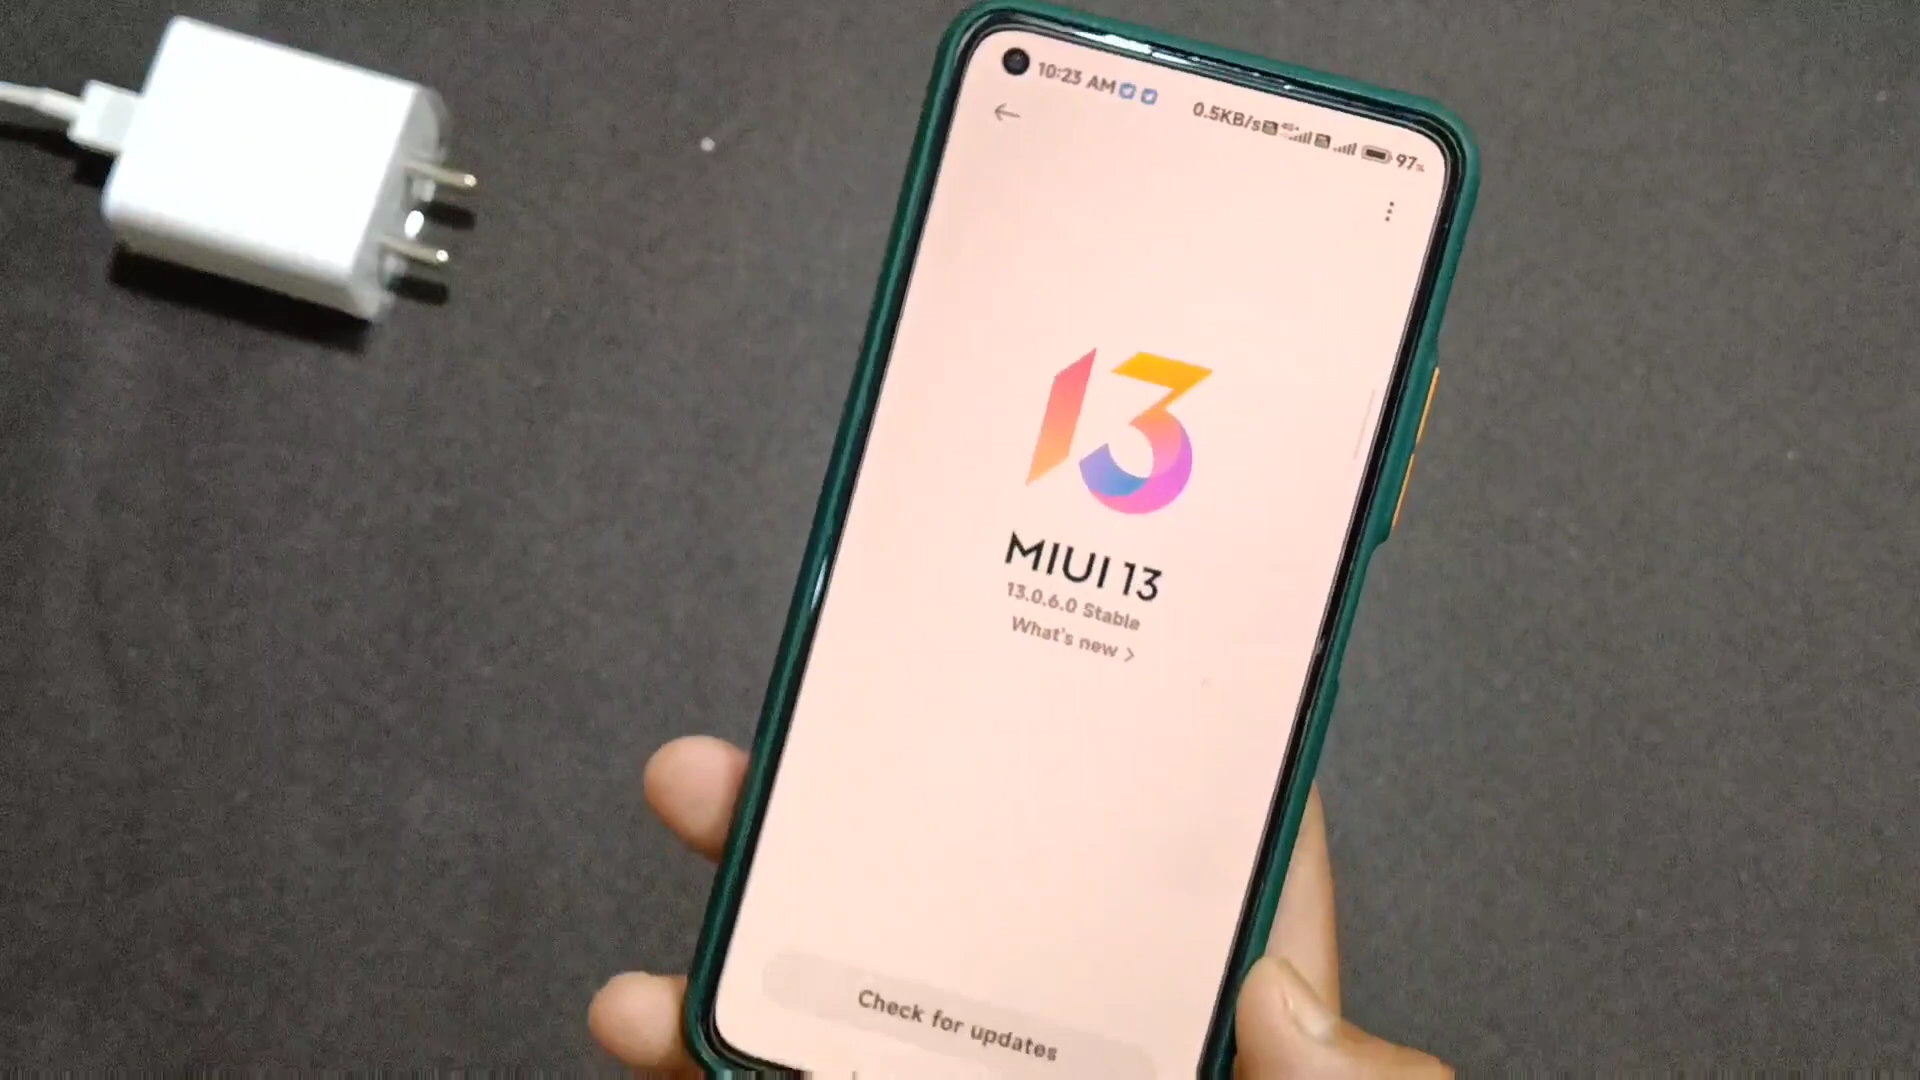 10:23 AM 0.5KB/s 4G+ 97%
13
MIUI 13
13.0.6.0 Stable
What's new >
Check for updates